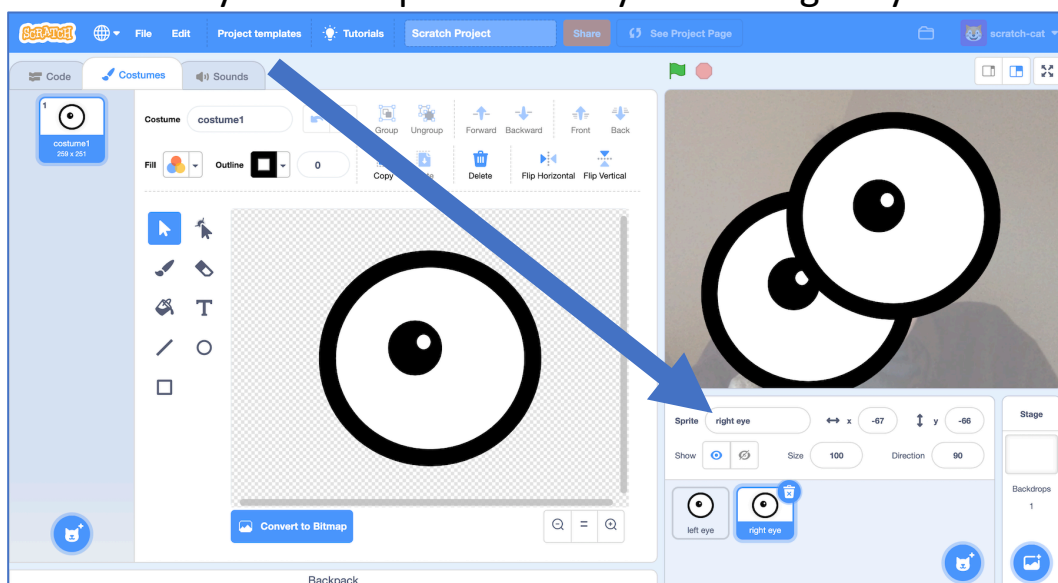 SCRATCH File Edit Project templates Tutorials Scratch Project Share See Project Page scratch-cat
Code Costumes Sounds
1
costume1
259 x 251
Costume costume1 Group Ungroup Forward Backward Front Back
Fill Outline 0 Copy Delete Flip Horizontal Flip Vertical
T
Convert to Bitmap
Backpack
Sprite right eye x -67 y -66
Show Size 100 Direction 90
left eye right eye
Stage
Backdrops
1